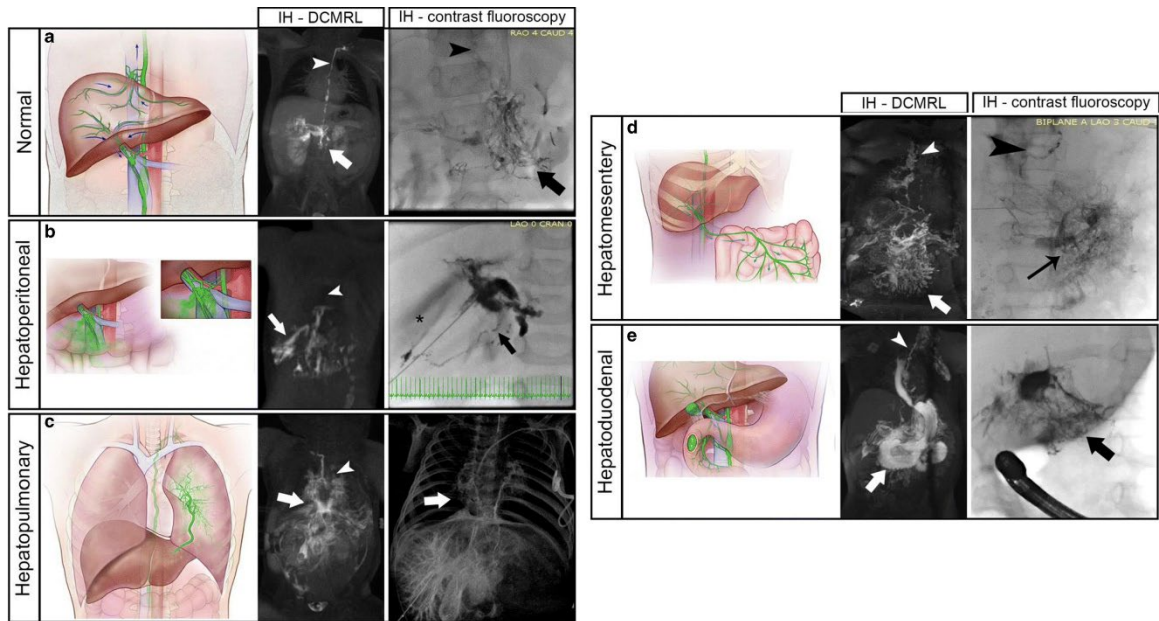 IH - DCMRL
IH - contrast fluoroscopy
Normal
a
RAO 4 CAUD 4
Hepatoperitoneal
b
LAO 0 CRAN 0
*
Hepatopulmonary
c
IH - DCMRL
IH - contrast fluoroscopy
Hepatomesentery
d
BIPLANE A LAO 3 CAUD
Hepatoduodenal
e